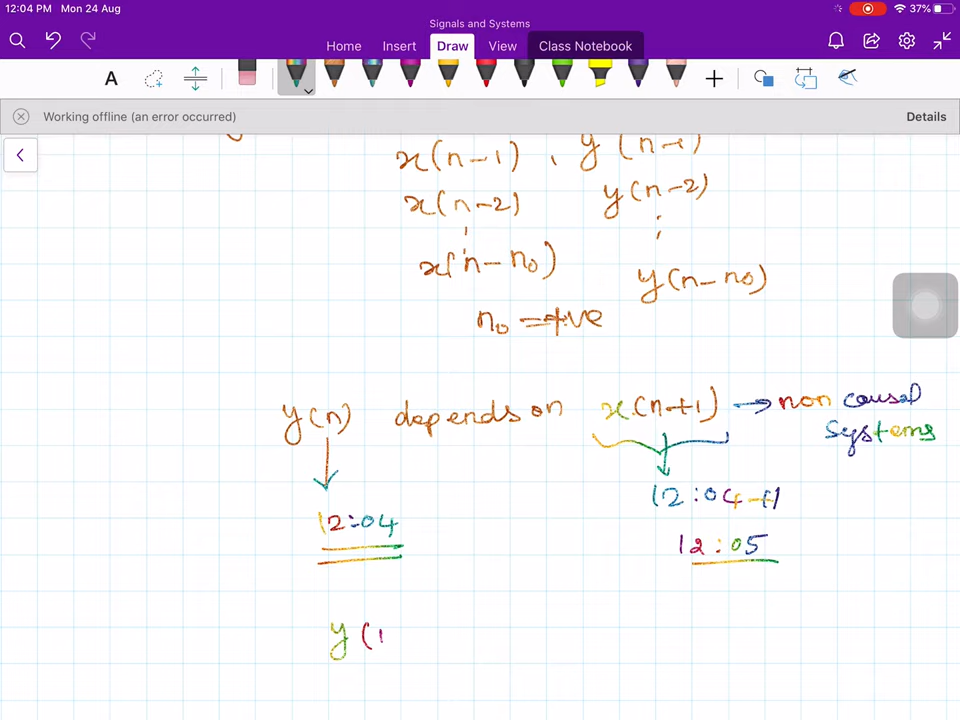 12:04 PM Mon 24 Aug
37%
Signals and Systems
Home Insert Draw View Class Notebook
A
Working offline (an error occurred) Details
x(n-1) , y(n-1)
x(n-2) y(n-2)
x(n-n₀) y(n-n₀)
n₀ = +ve
y(n) depends on x(n+1) → non causal
systems
12:04 12:04+1
12:05
y(